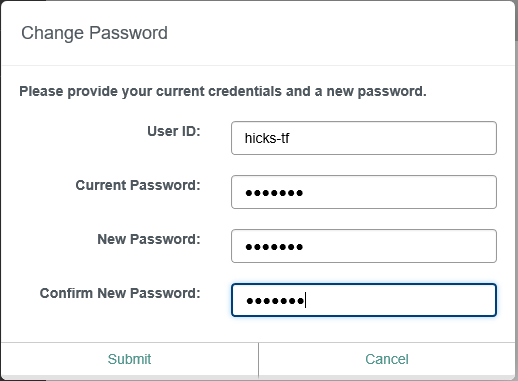 Change Password
Please provide your current credentials and a new password.
User ID: hicks-tf
Current Password: •••••••
New Password: •••••••
Confirm New Password: •••••••
Submit Cancel